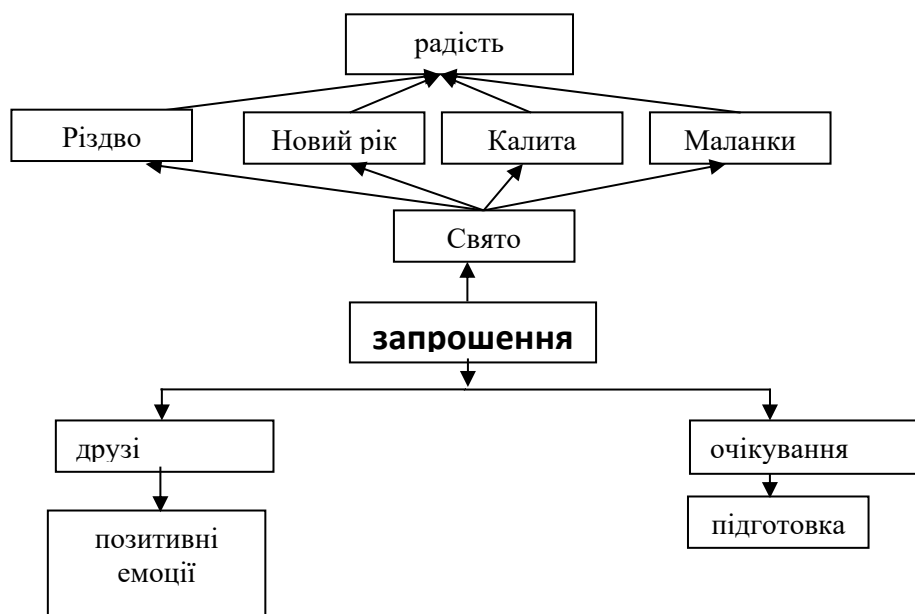 радість
Різдво
Новий рік
Калита
Маланки
Свято
запрошення
друзі
очікування
позитивні
емоції
підготовка